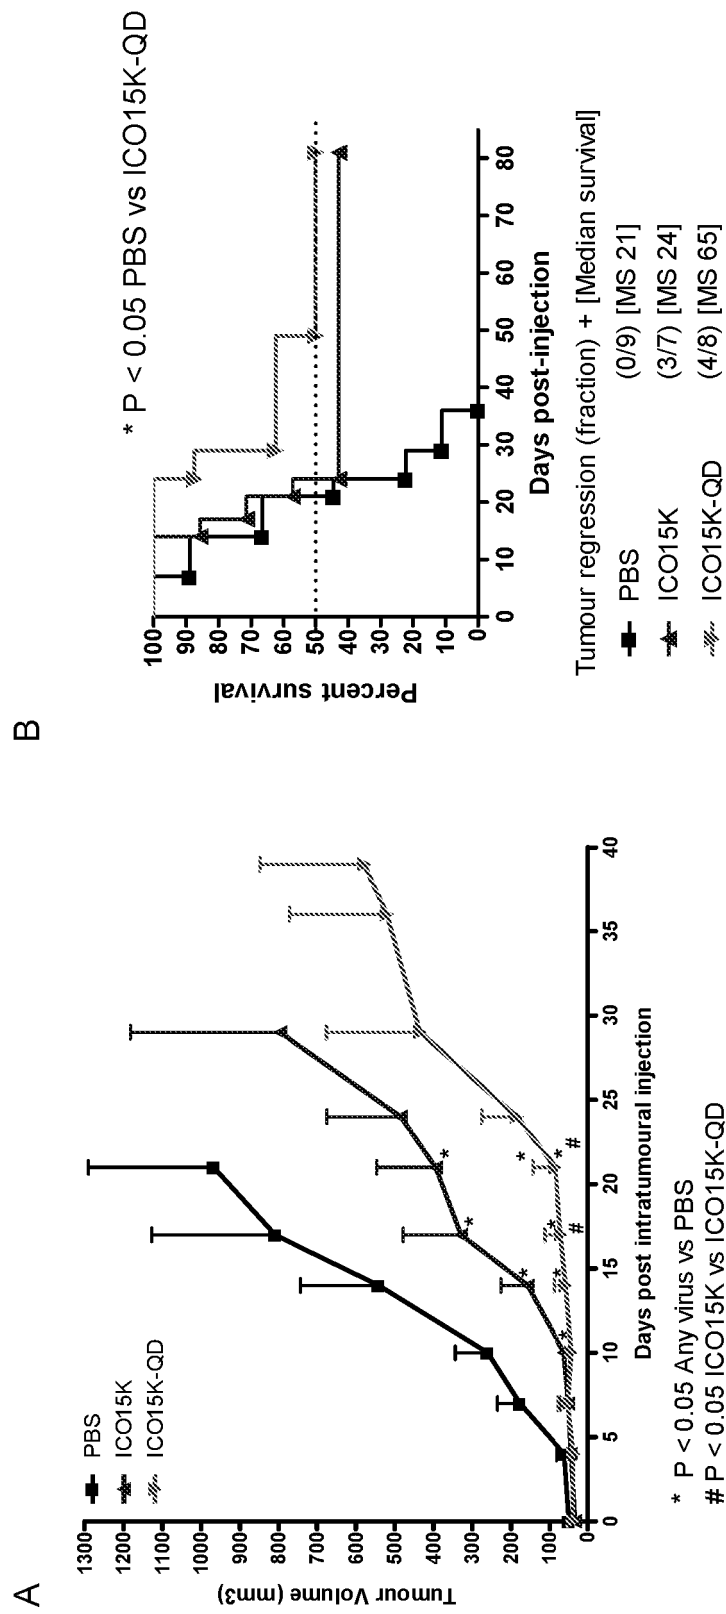 A
Tumour Volume (mm3)
1300
1200
1100
1000
900
800
700
600
500
400
300
200
100
0
PBS
ICO15K
ICO15K-QD
*
*
*
*
*
*
*
*
#
#
0 5 10 15 20 25 30 35 40
Days post intratumoural injection
* P < 0.05 Any virus vs PBS
# P < 0.05 ICO15K vs ICO15K-QD
B
* P < 0.05 PBS vs ICO15K-QD
Percent survival
100
90
80
70
60
50
40
30
20
10
0
0 10 20 30 40 50 60 70 80
Days post-injection
Tumour regression (fraction) + [Median survival]
PBS (0/9) [MS 21]
ICO15K (3/7) [MS 24]
ICO15K-QD (4/8) [MS 65]